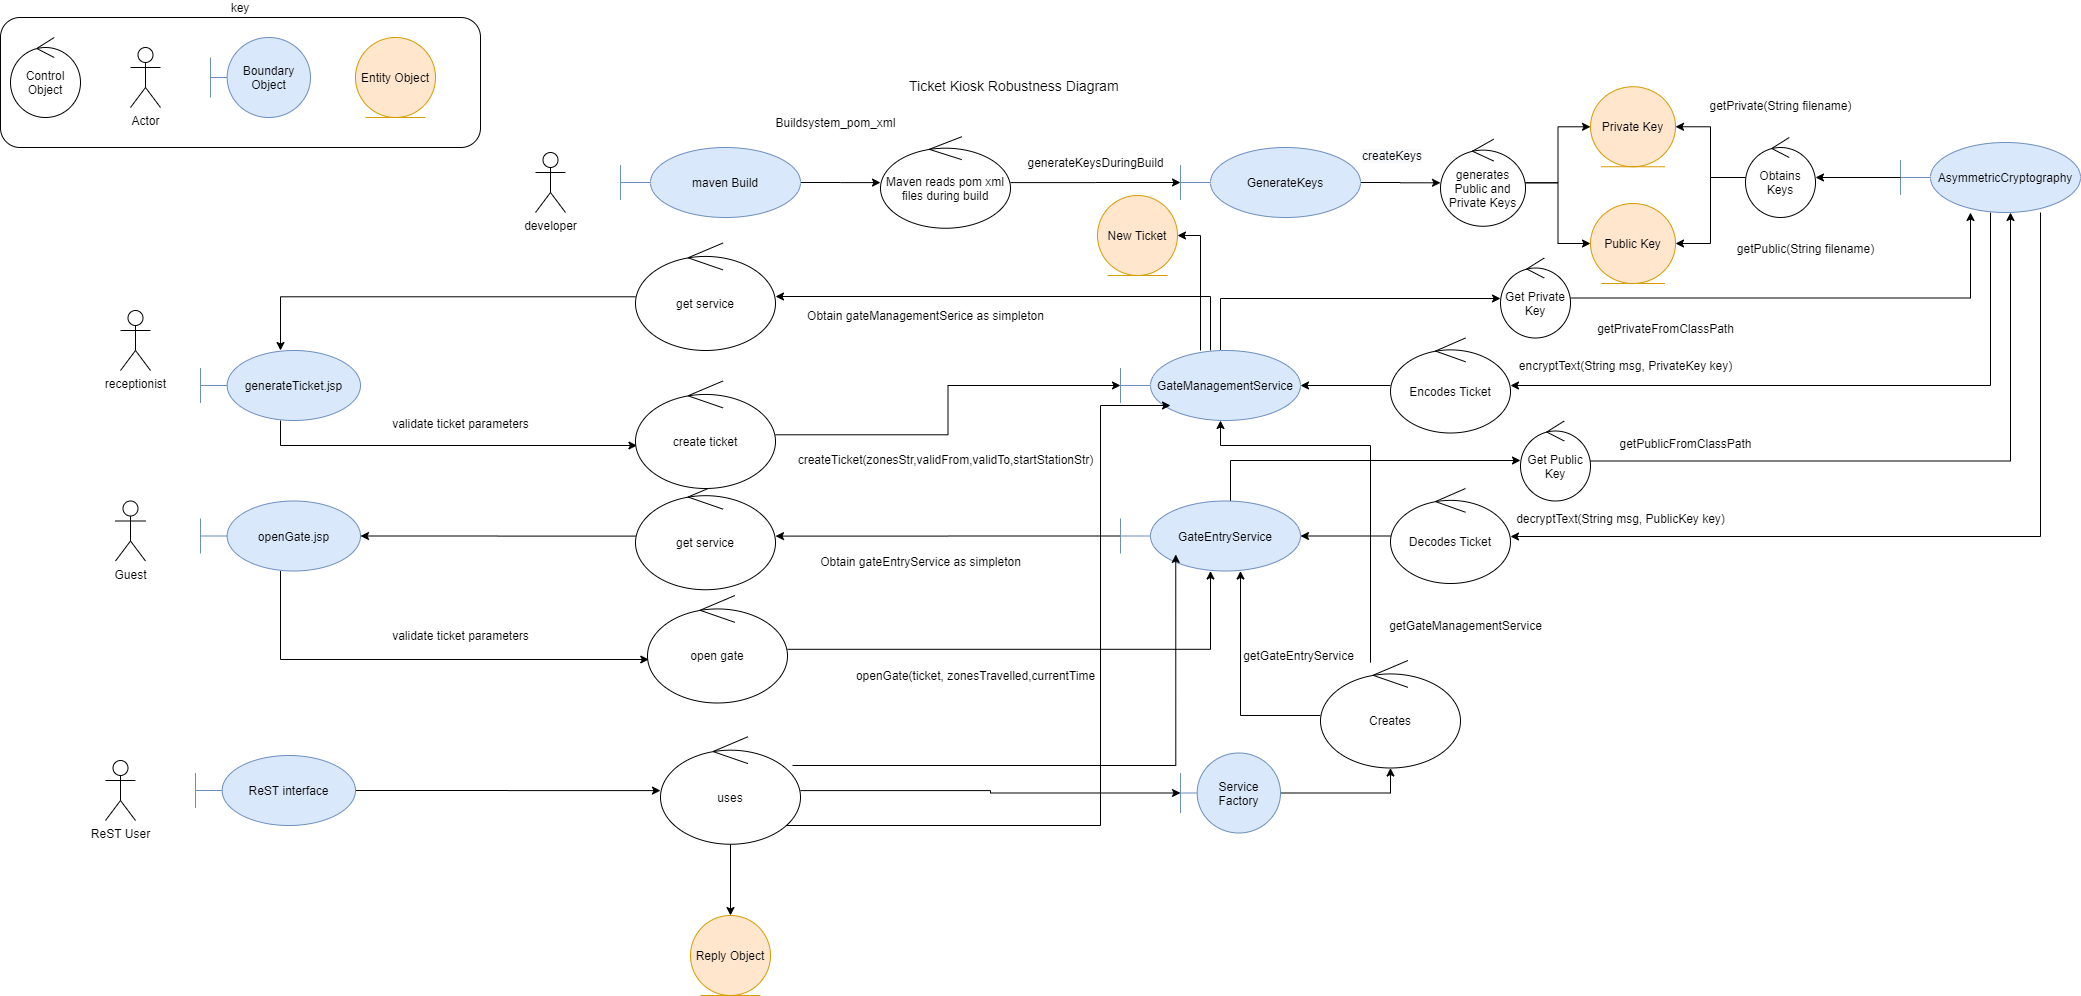 key
Control
Object
Actor
Boundary
Object
Entity Object
Ticket Kiosk Robustness Diagram
developer
maven Build
Buildsystem_pom_xml
Maven reads pom xml
files during build
generateKeysDuringBuild
GenerateKeys
createKeys
generates
Public and
Private Keys
Private Key
Public Key
getPrivate(String filename)
Obtains
Keys
getPublic(String filename)
AsymmetricCryptography
New Ticket
get service
Obtain gateManagementSerice as simpleton
Get Private
Key
getPrivateFromClassPath
receptionist
generateTicket.jsp
GateManagementService
Encodes Ticket
encryptText(String msg, PrivateKey key)
validate ticket parameters
create ticket
createTicket(zonesStr,validFrom,validTo,startStationStr)
Get Public
Key
getPublicFromClassPath
Guest
openGate.jsp
get service
Obtain gateEntryService as simpleton
GateEntryService
Decodes Ticket
decryptText(String msg, PublicKey key)
validate ticket parameters
open gate
openGate(ticket, zonesTravelled,currentTime
getGateEntryService
getGateManagementService
Creates
ReST User
ReST interface
uses
Service
Factory
Reply Object